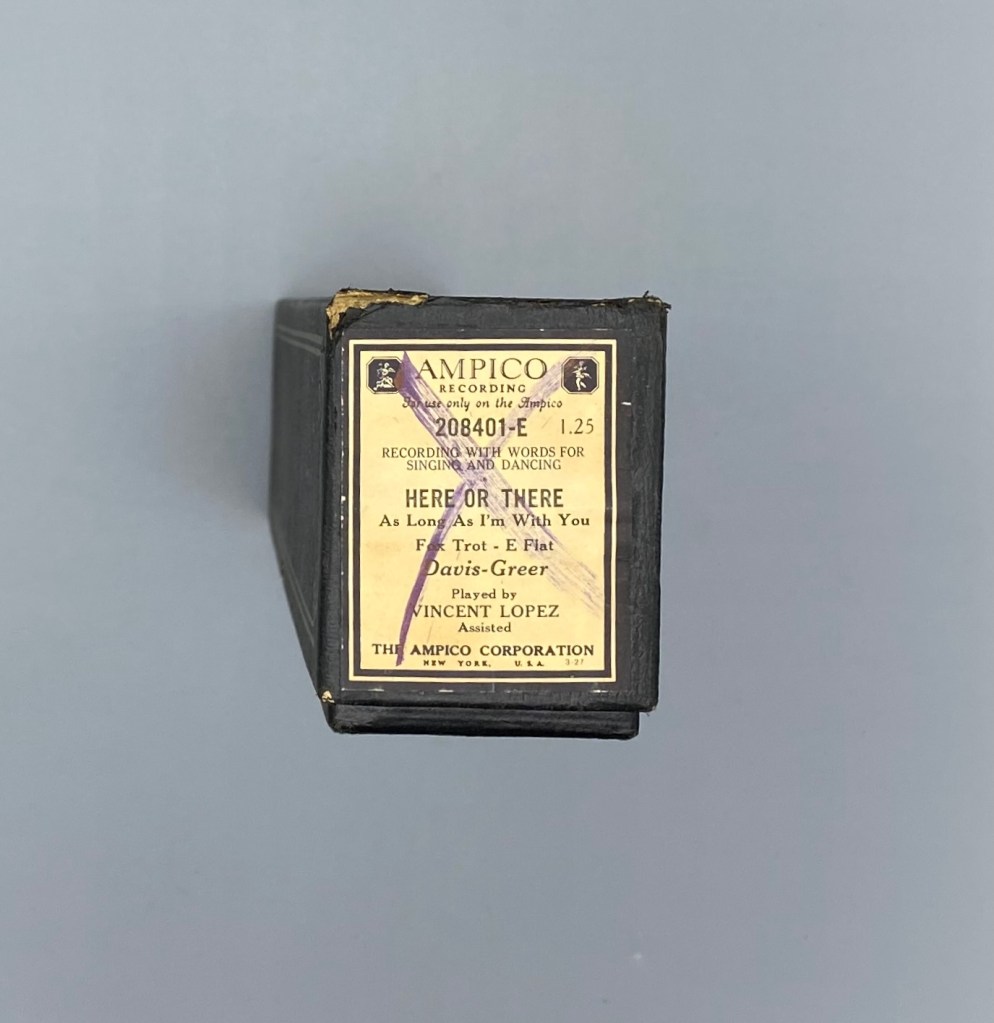 AMPICO
RECORDING
For use only on the Ampico
208401-E 1.25
RECORDING WITH WORDS FOR
SINGING AND DANCING
HERE OR THERE
As Long As I'm With You
Fox Trot - E Flat
Davis-Greer
Played by
VINCENT LOPEZ
Assisted
THE AMPICO CORPORATION
NEW YORK, U.S.A. 3-27